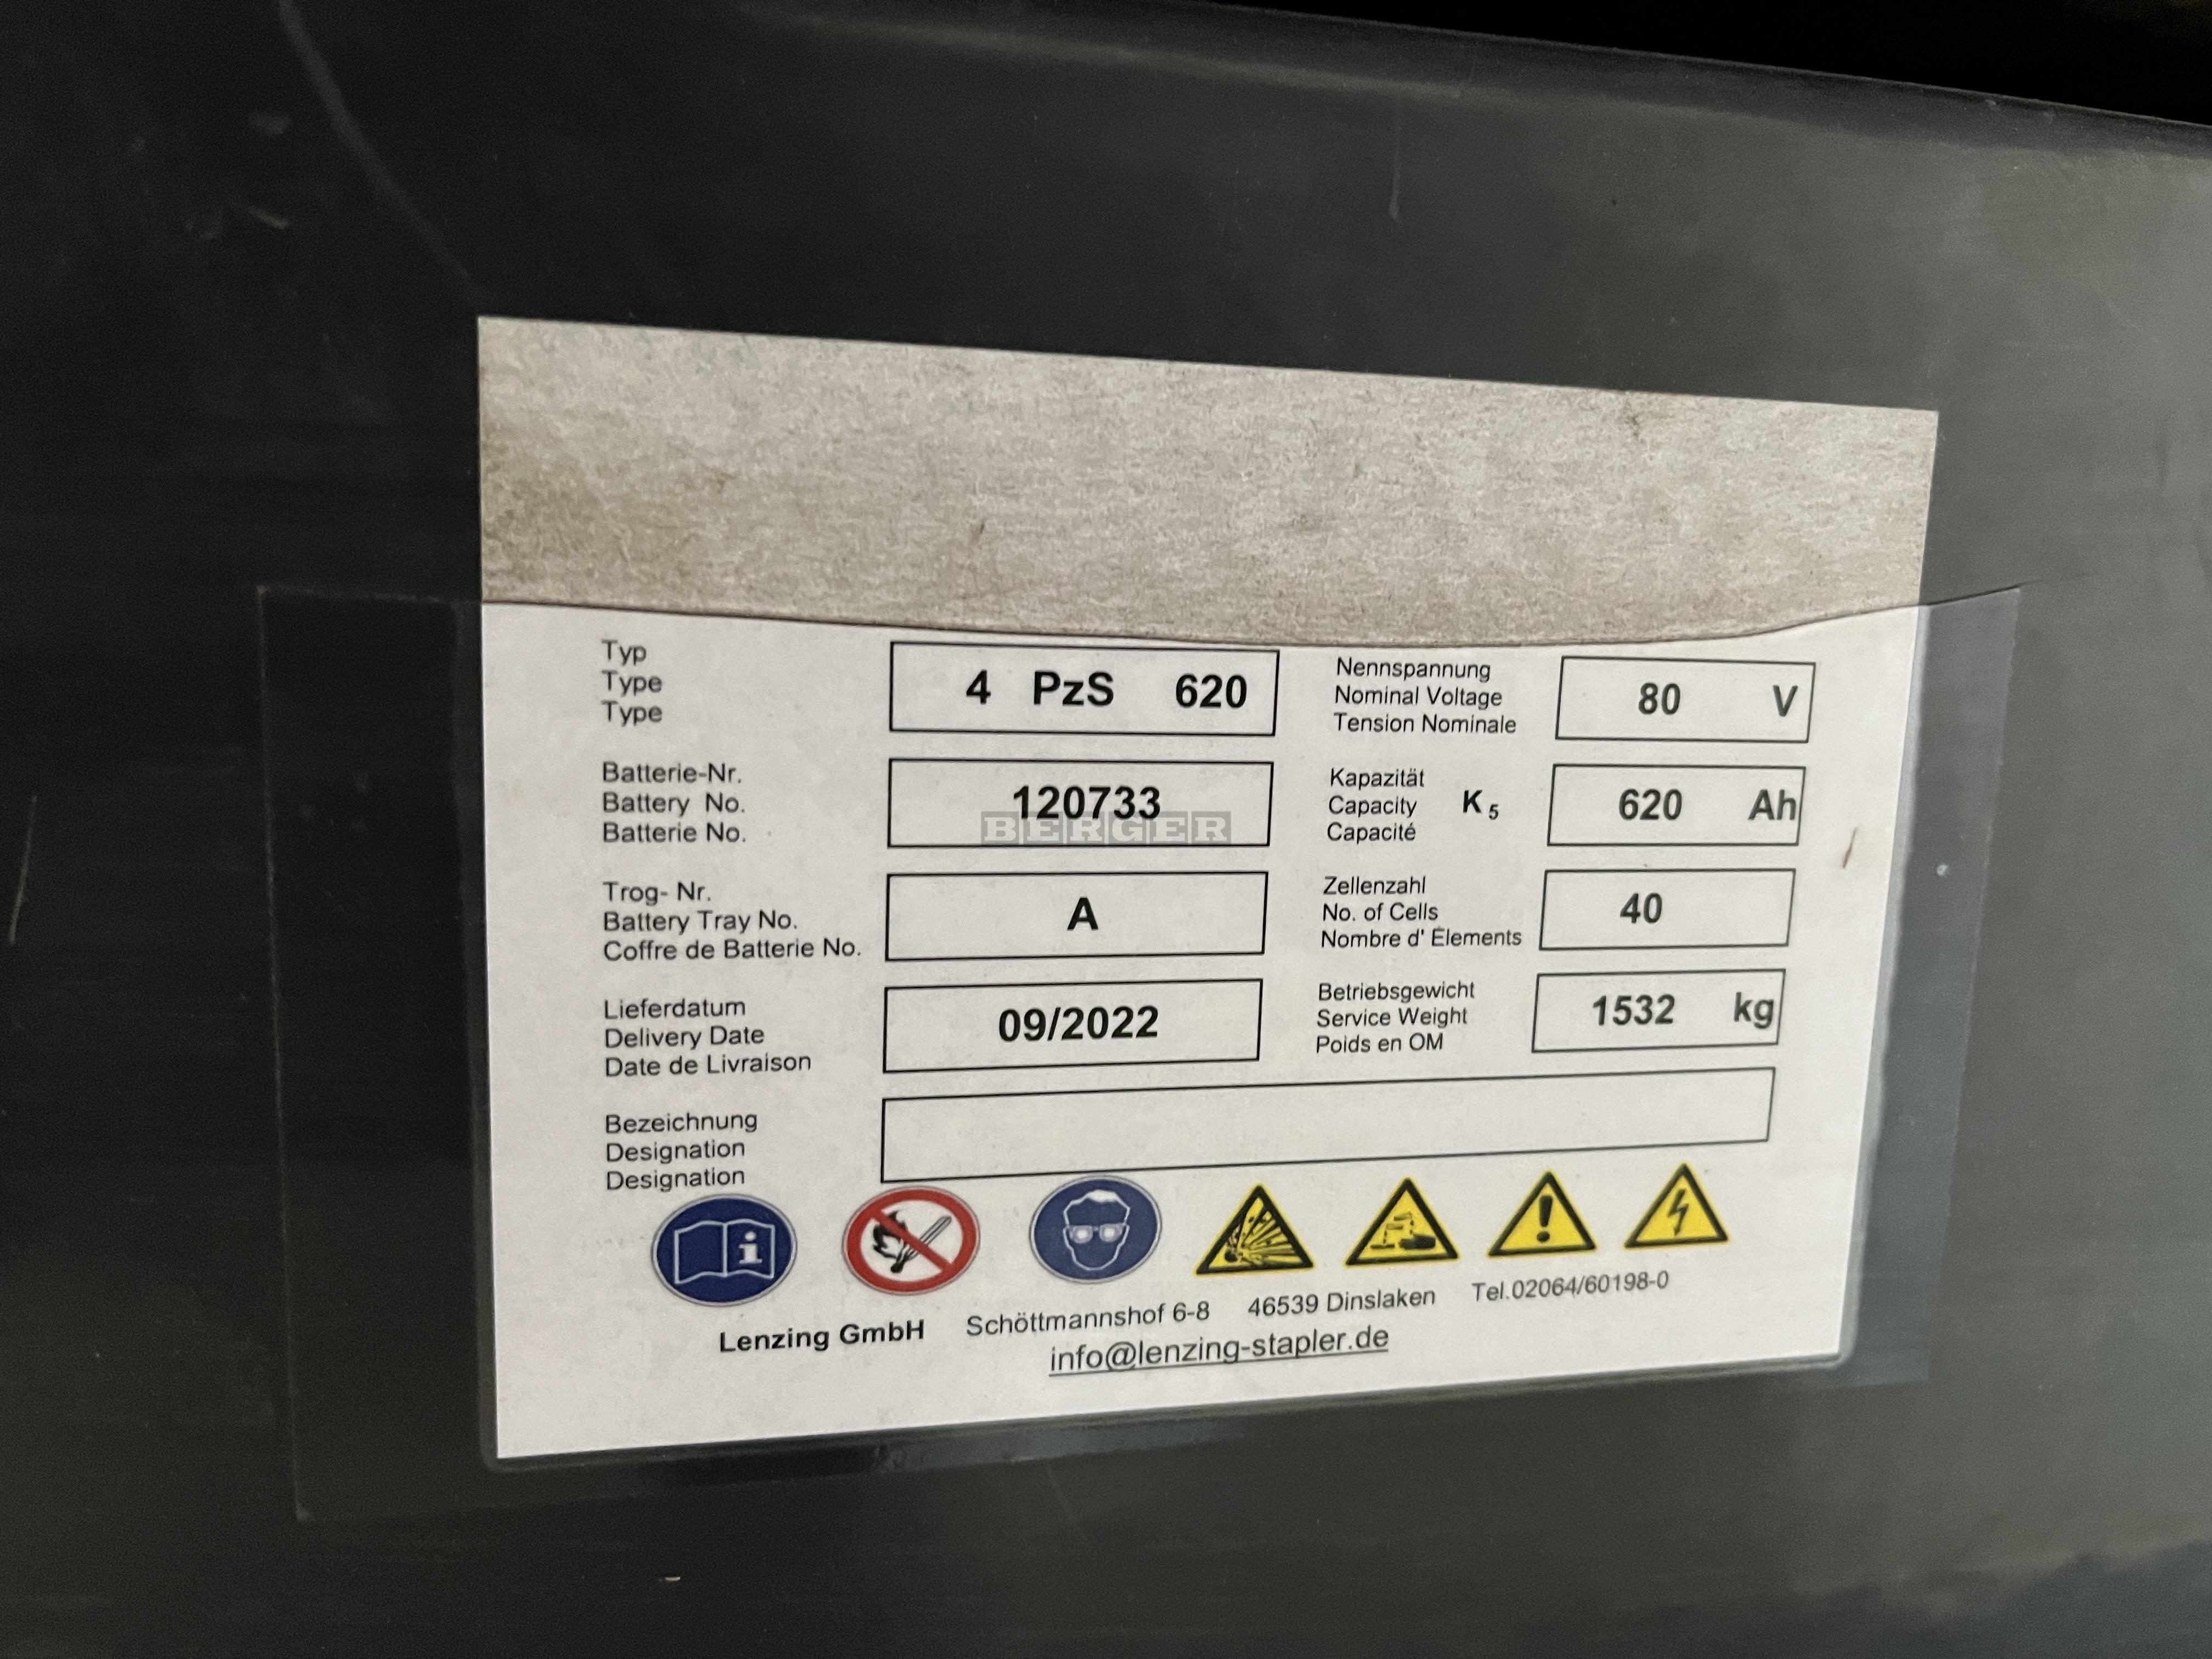 Typ
Type
Type
4 PzS 620
Nennspannung
Nominal Voltage
Tension Nominale
80 V
Batterie-Nr.
Battery No.
Batterie No.
120733
BERGER
Kapazität
Capacity
Capacité
K5
620 Ah
Trog- Nr.
Battery Tray No.
Coffre de Batterie No.
A
Zellenzahl
No. of Cells
Nombre d' Élements
40
Lieferdatum
Delivery Date
Date de Livraison
09/2022
Betriebsgewicht
Service Weight
Poids en OM
1532 kg
Bezeichnung
Designation
Designation
Lenzing GmbH Schöttmannshof 6-8 46539 Dinslaken Tel.02064/60198-0
info@lenzing-stapler.de